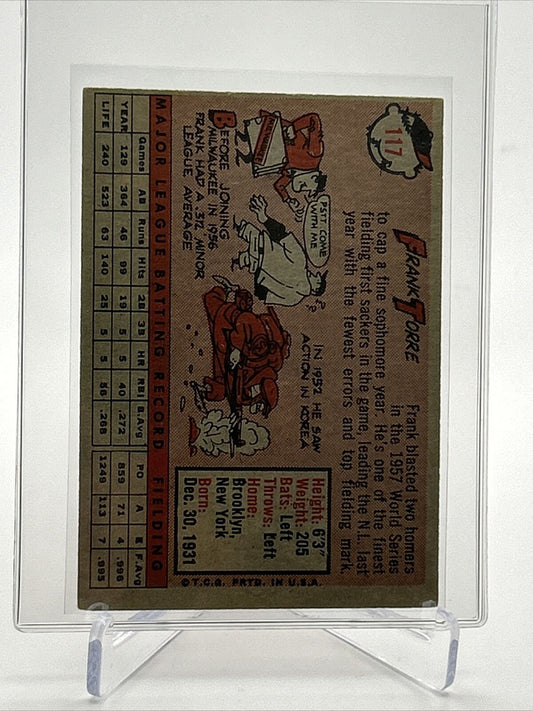 117
FRANK TORRE
Frank blasted two homers
in the 1957 World Series
to cap a fine sophomore year. He's one of the finest
fielding first sackers in the game, leading the N.L. last
year with the fewest errors and top fielding mark.
PSIT! COME
WITH ME
BEFORE JOINING
MILWAUKEE IN 1956
FRANK HAD A .312 MINOR
LEAGUE AVERAGE
IN 1952 HE SAW
ACTION IN KOREA
Height: 6'3"
Weight: 205
Bats: Left
Throws: Left
Home:
Brooklyn,
New York
Born:
Dec. 30, 1931
© T.C.G. PRTD. IN U.S.A.
MAJOR LEAGUE BATTING RECORD FIELDING
Games AB Runs Hits 2B 3B HR RBI B.Avg PO A E F.Avg
YEAR 129 364 46 99 19 5 5 40 .272 859 71 4 .996
LIFE 240 523 63 140 25 5 5 56 .268 1249 113 7 .995